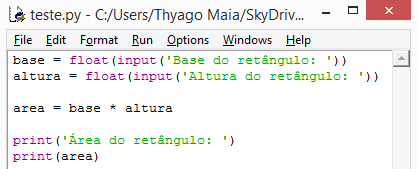 teste.py - C:/Users/Thyago Maia/SkyDriv...
File Edit Format Run Options Windows Help
base = float(input('Base do retângulo: '))
altura = float(input('Altura do retângulo: '))
area = base * altura
print('Área do retângulo: ')
print(area)